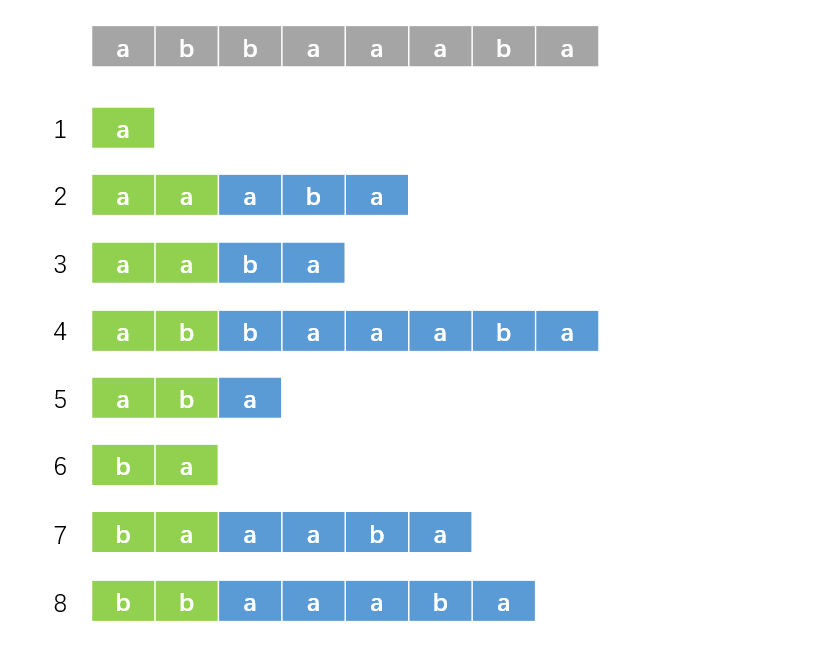 a b b a a a b a
1 a
2 a a a b a
3 a a b a
4 a b b a a a b a
5 a b a
6 b a
7 b a a a b a
8 b b a a a b a